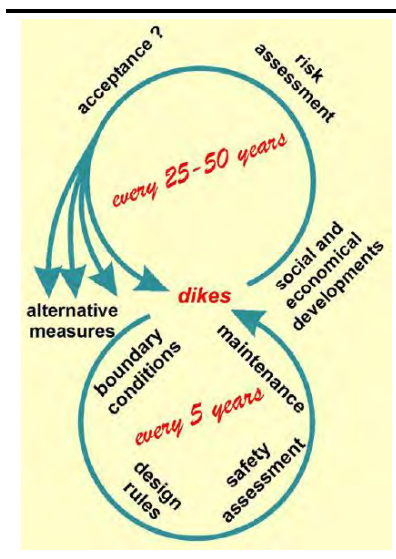 acceptance ?
risk
assessment
every 25-50 years
social and
economical
developments
dikes
alternative
measures
boundary
conditions
maintenance
every 5 years
design
rules
safety
assessment